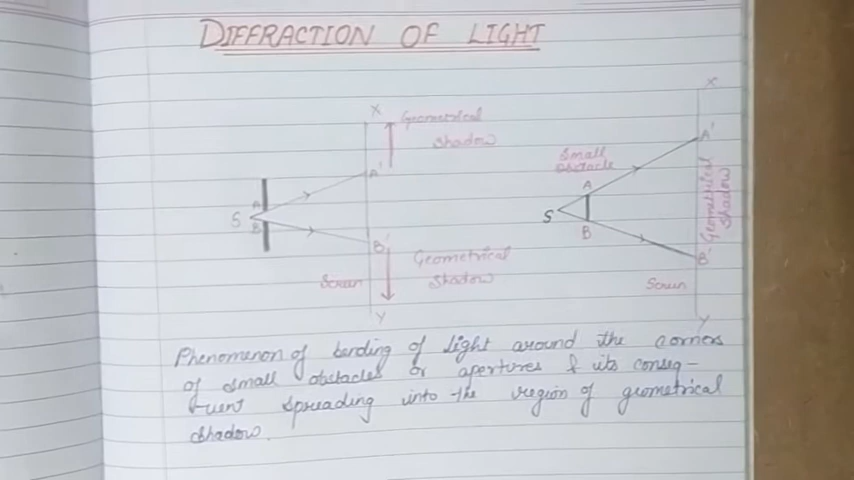 DIFFRACTION OF LIGHT
X
Geometrical
Shadow
A'
A
S
B
B'
Geometrical
Shadow
Screen
Y
X
A'
Small
obstacle
A
S
B
Geometrical
Shadow
B'
Screen
Y
Phenomenon of bending of light around the corners
of small obstacles or apertures & its conseq-
uent spreading into the region of geometrical
shadow.